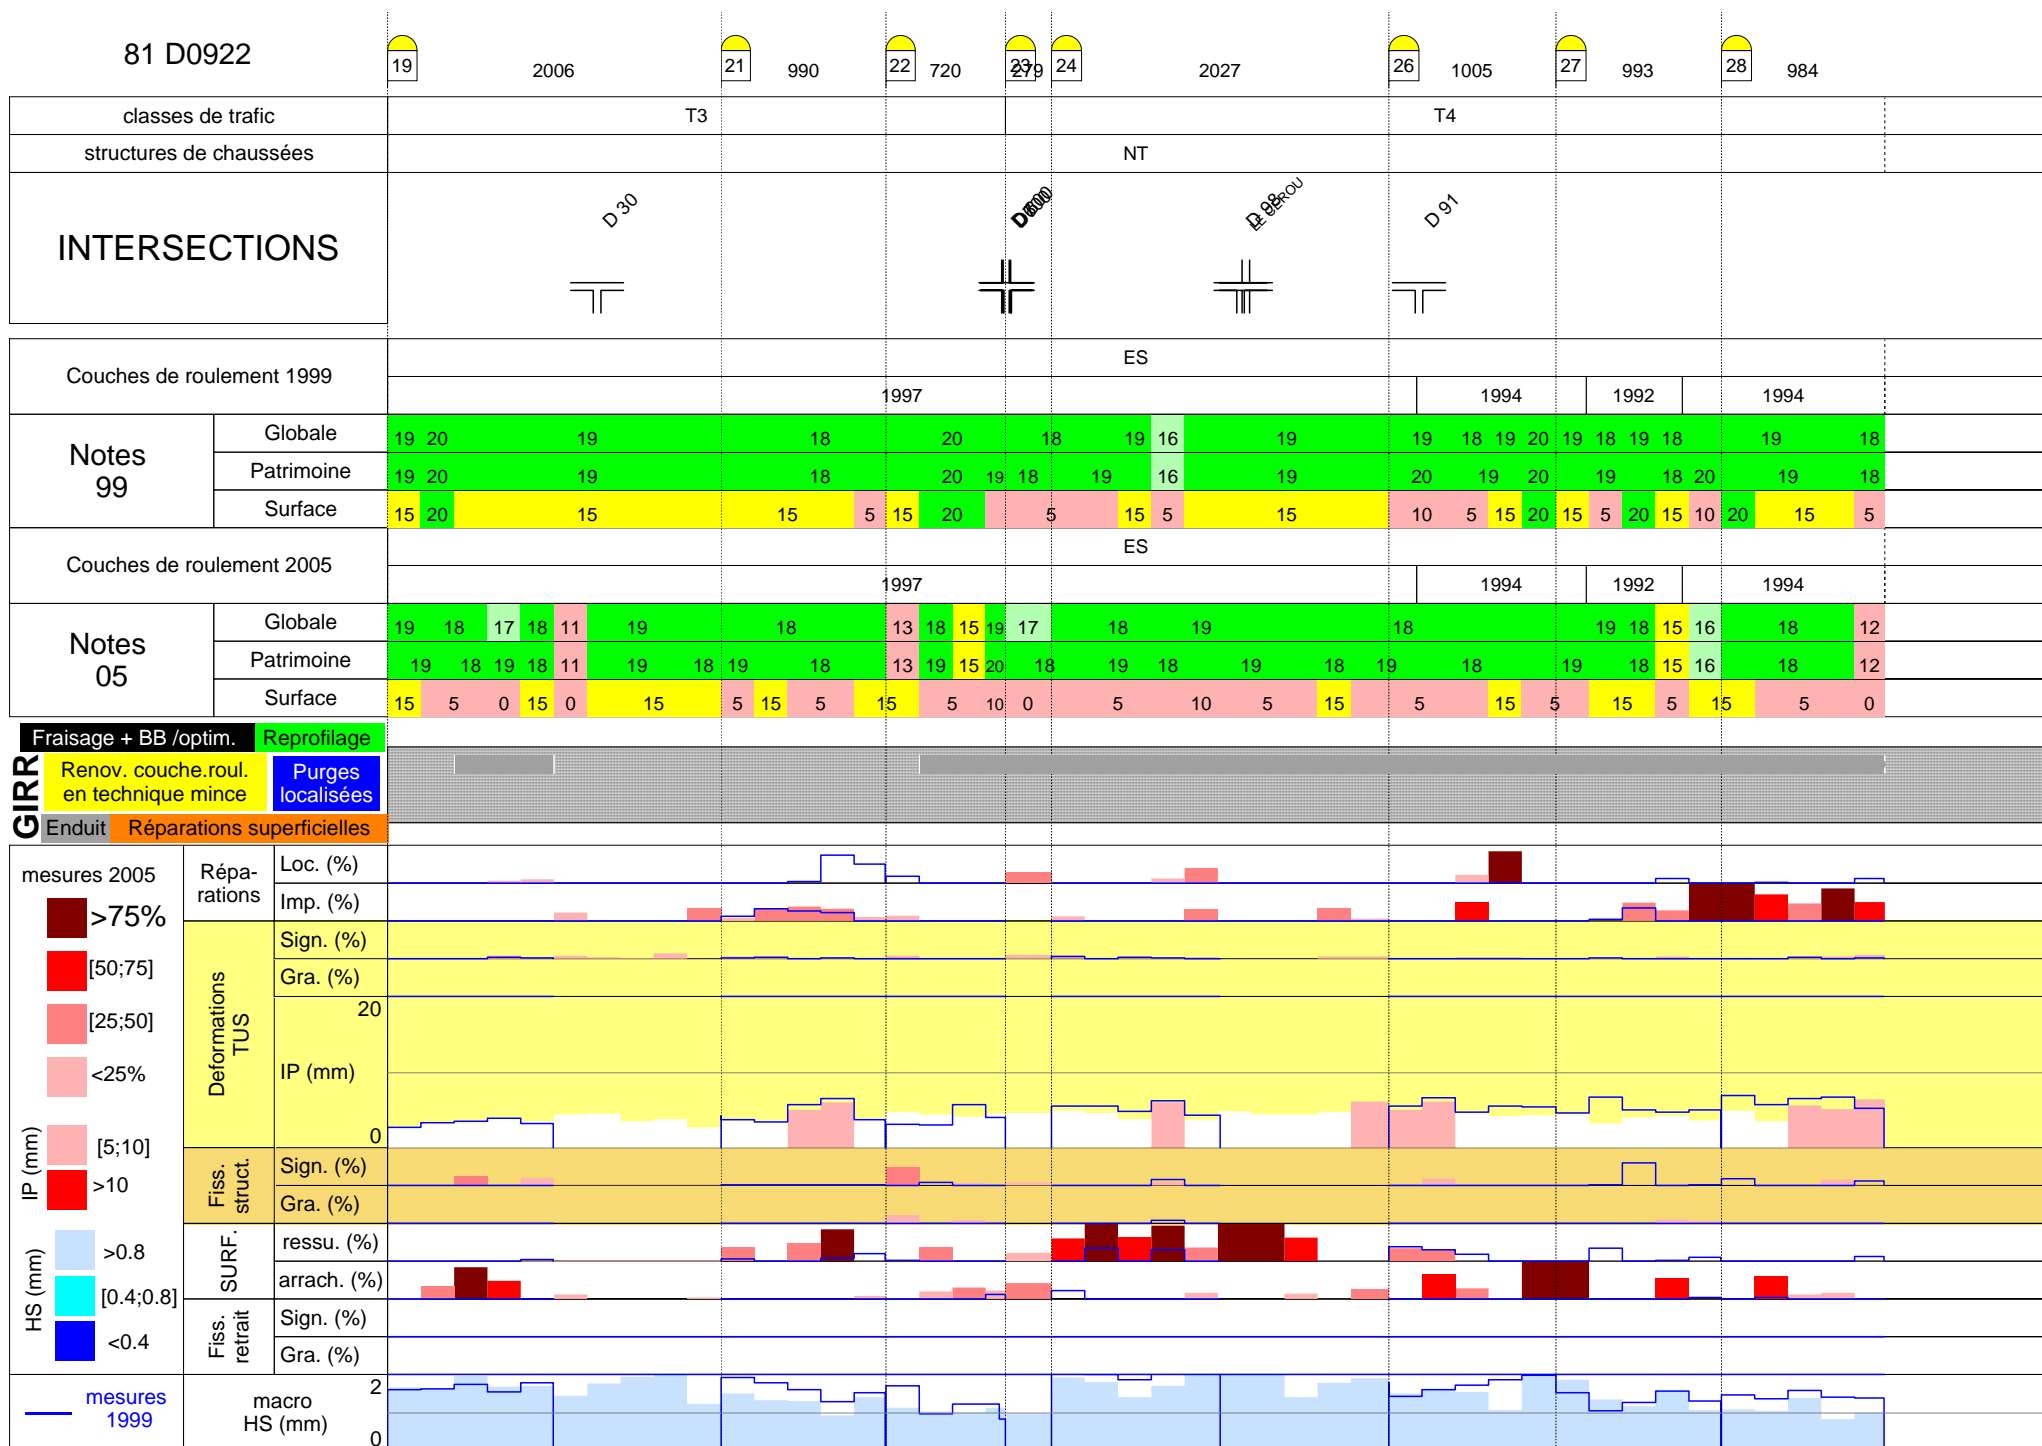 81 D0922
19 2006 21 990 22 720 23 279 24 2027 26 1005 27 993 28 984
classes de trafic T3 T4
structures de chaussées NT
INTERSECTIONS D 30 D 98 D 91
Couches de roulement 1999 ES
1997 1994 1992 1994
Notes 99
Globale 19 20 19 18 20 18 19 16 19 19 18 19 20 19 18 19 18 19 18
Patrimoine 19 20 19 18 20 19 18 19 16 19 20 19 20 19 18 20 19 18
Surface 15 20 15 15 5 15 20 5 15 5 15 10 5 15 20 15 5 20 15 10 20 15 5
Couches de roulement 2005 ES
1997 1994 1992 1994
Notes 05
Globale 19 18 17 18 11 19 18 13 18 15 19 17 18 19 18 19 18 15 16 18 12
Patrimoine 19 18 19 18 11 19 18 19 18 13 19 15 20 18 19 18 19 18 19 18 19 18 15 16 18 12
Surface 15 5 0 15 0 15 5 15 5 15 5 10 0 5 10 5 15 5 15 5 15 5 15 5 0
GIRR
Fraisage + BB /optim. Reprofilage
Renov. couche.roul. en technique mince
Purges localisées
Enduit Réparations superficielles
mesures 2005
>75%
[50;75]
[25;50]
<25%
IP (mm)
[5;10]
>10
HS (mm)
>0.8
[0.4;0.8]
<0.4
mesures 1999
Répa-
rations
Loc. (%)
Imp. (%)
Deformations TUS
Sign. (%)
Gra. (%)
20
IP (mm)
0
Fiss. struct.
Sign. (%)
Gra. (%)
SURF.
ressu. (%)
arrach. (%)
Fiss. retrait
Sign. (%)
Gra. (%)
macro HS (mm)
2
0